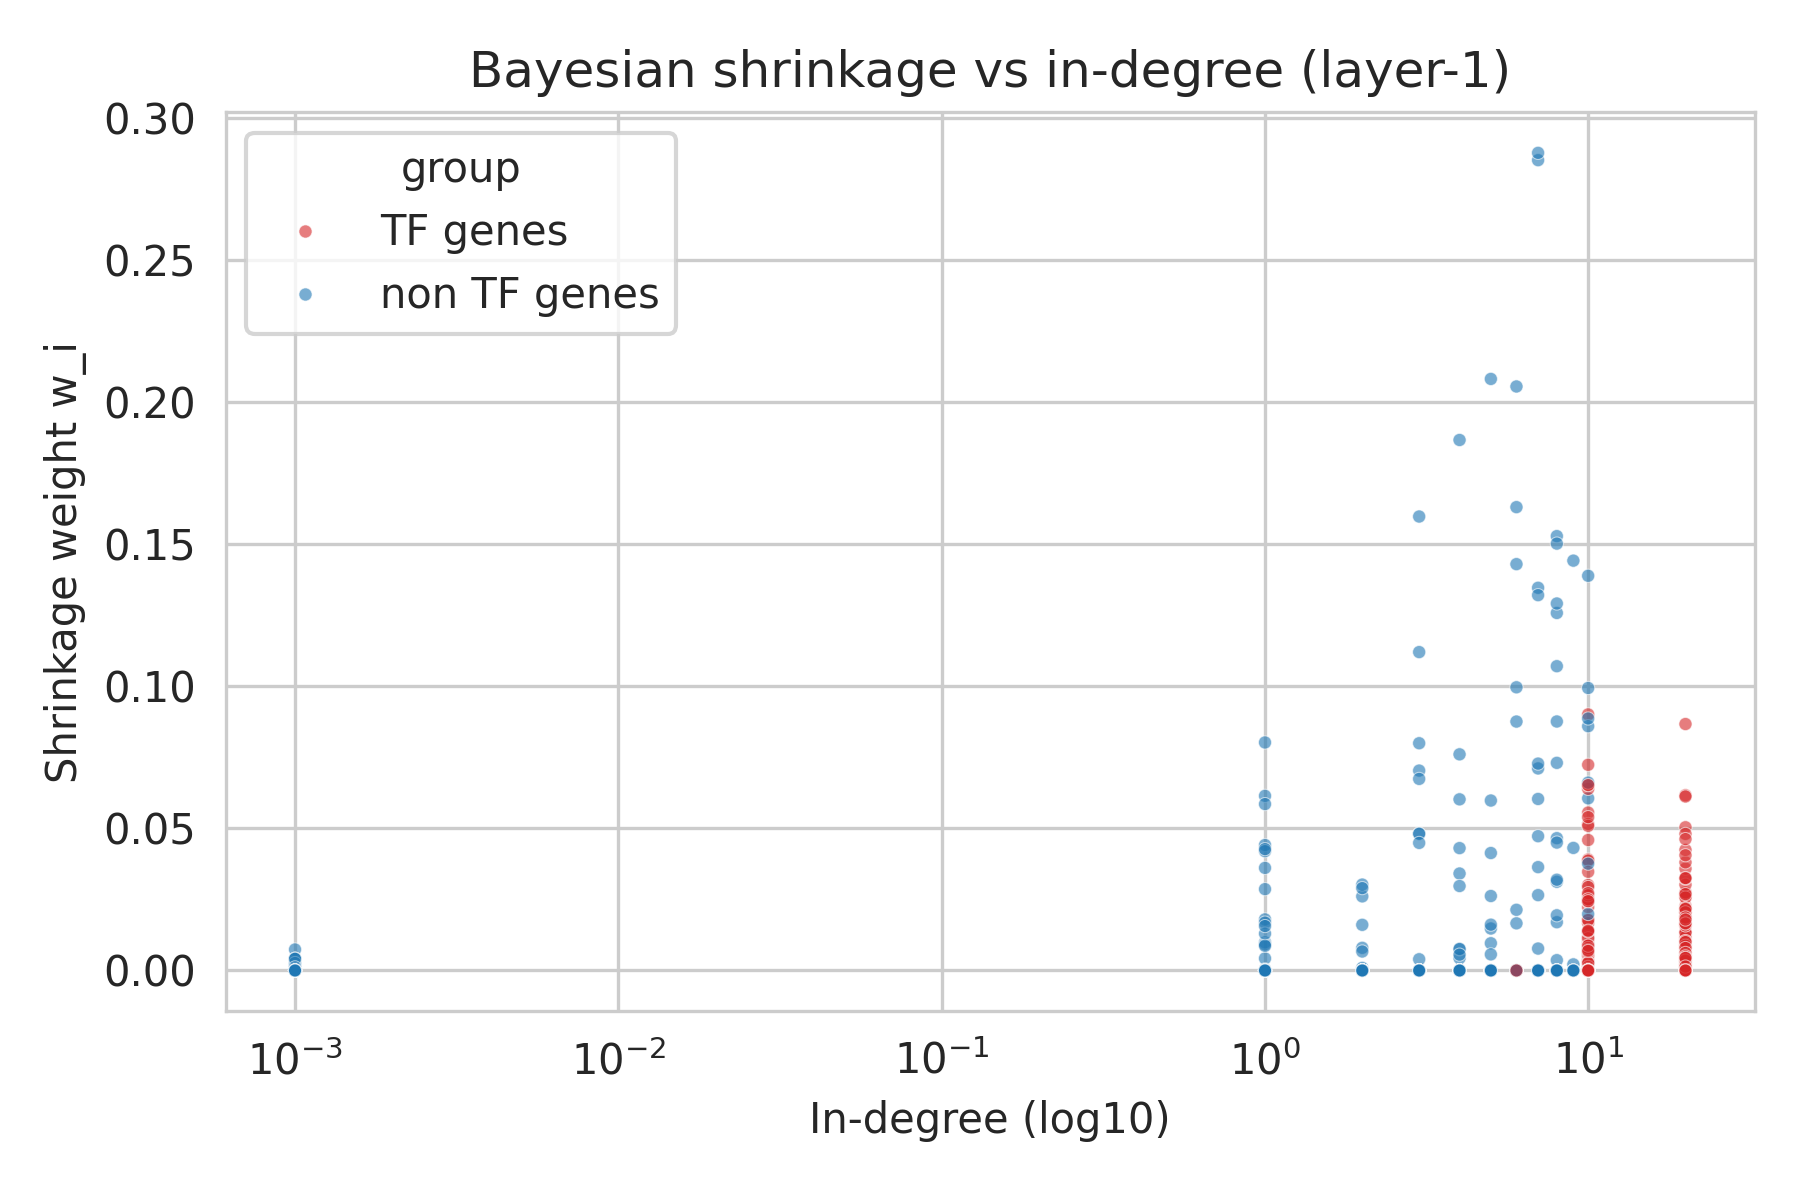 Bayesian shrinkage vs in-degree (layer-1)
0.30
0.25
0.20
0.15
0.10
0.05
0.00
Shrinkage weight w_i
group
TF genes
non TF genes
10⁻³ 10⁻² 10⁻¹ 10⁰ 10¹
In-degree (log10)